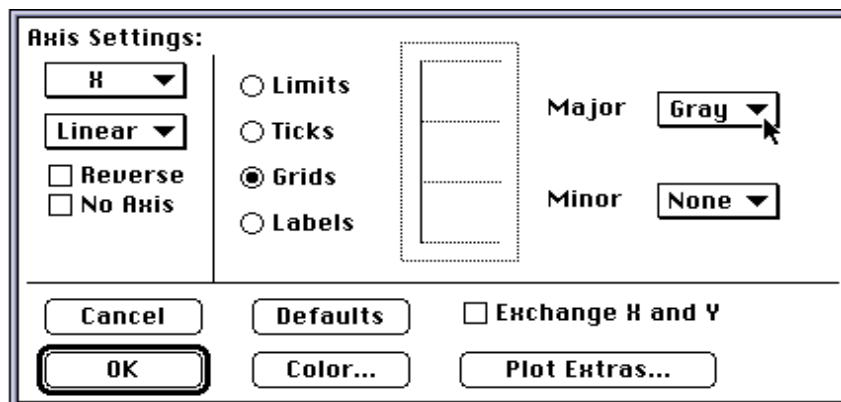 Axis Settings:
X
Linear
Reverse
No Axis
Limits
Ticks
Grids
Labels
Major Gray
Minor None
Cancel
Defaults
Exchange X and Y
OK
Color...
Plot Extras...